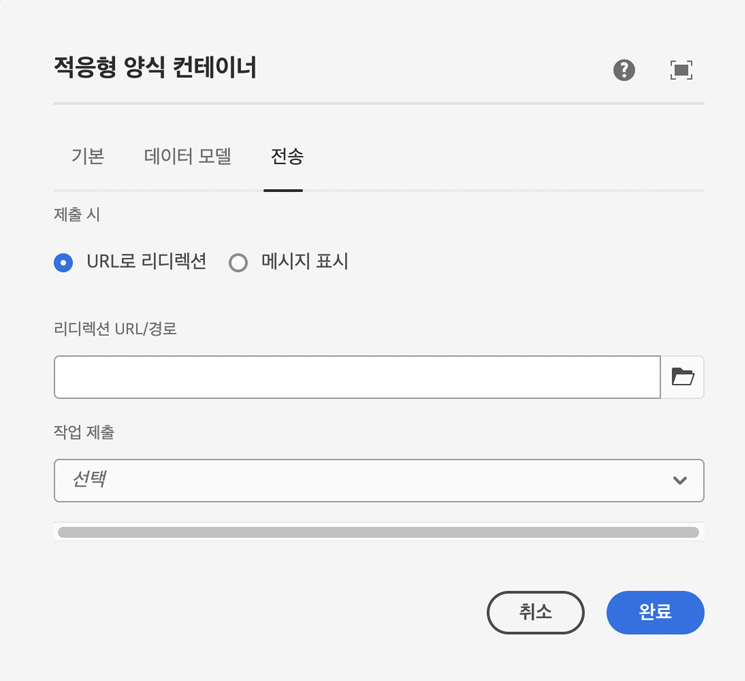 적응형 양식 컨테이너
기본 데이터 모델 전송
제출 시
URL로 리디렉션 메시지 표시
리디렉션 URL/경로
작업 제출
선택
취소 완료